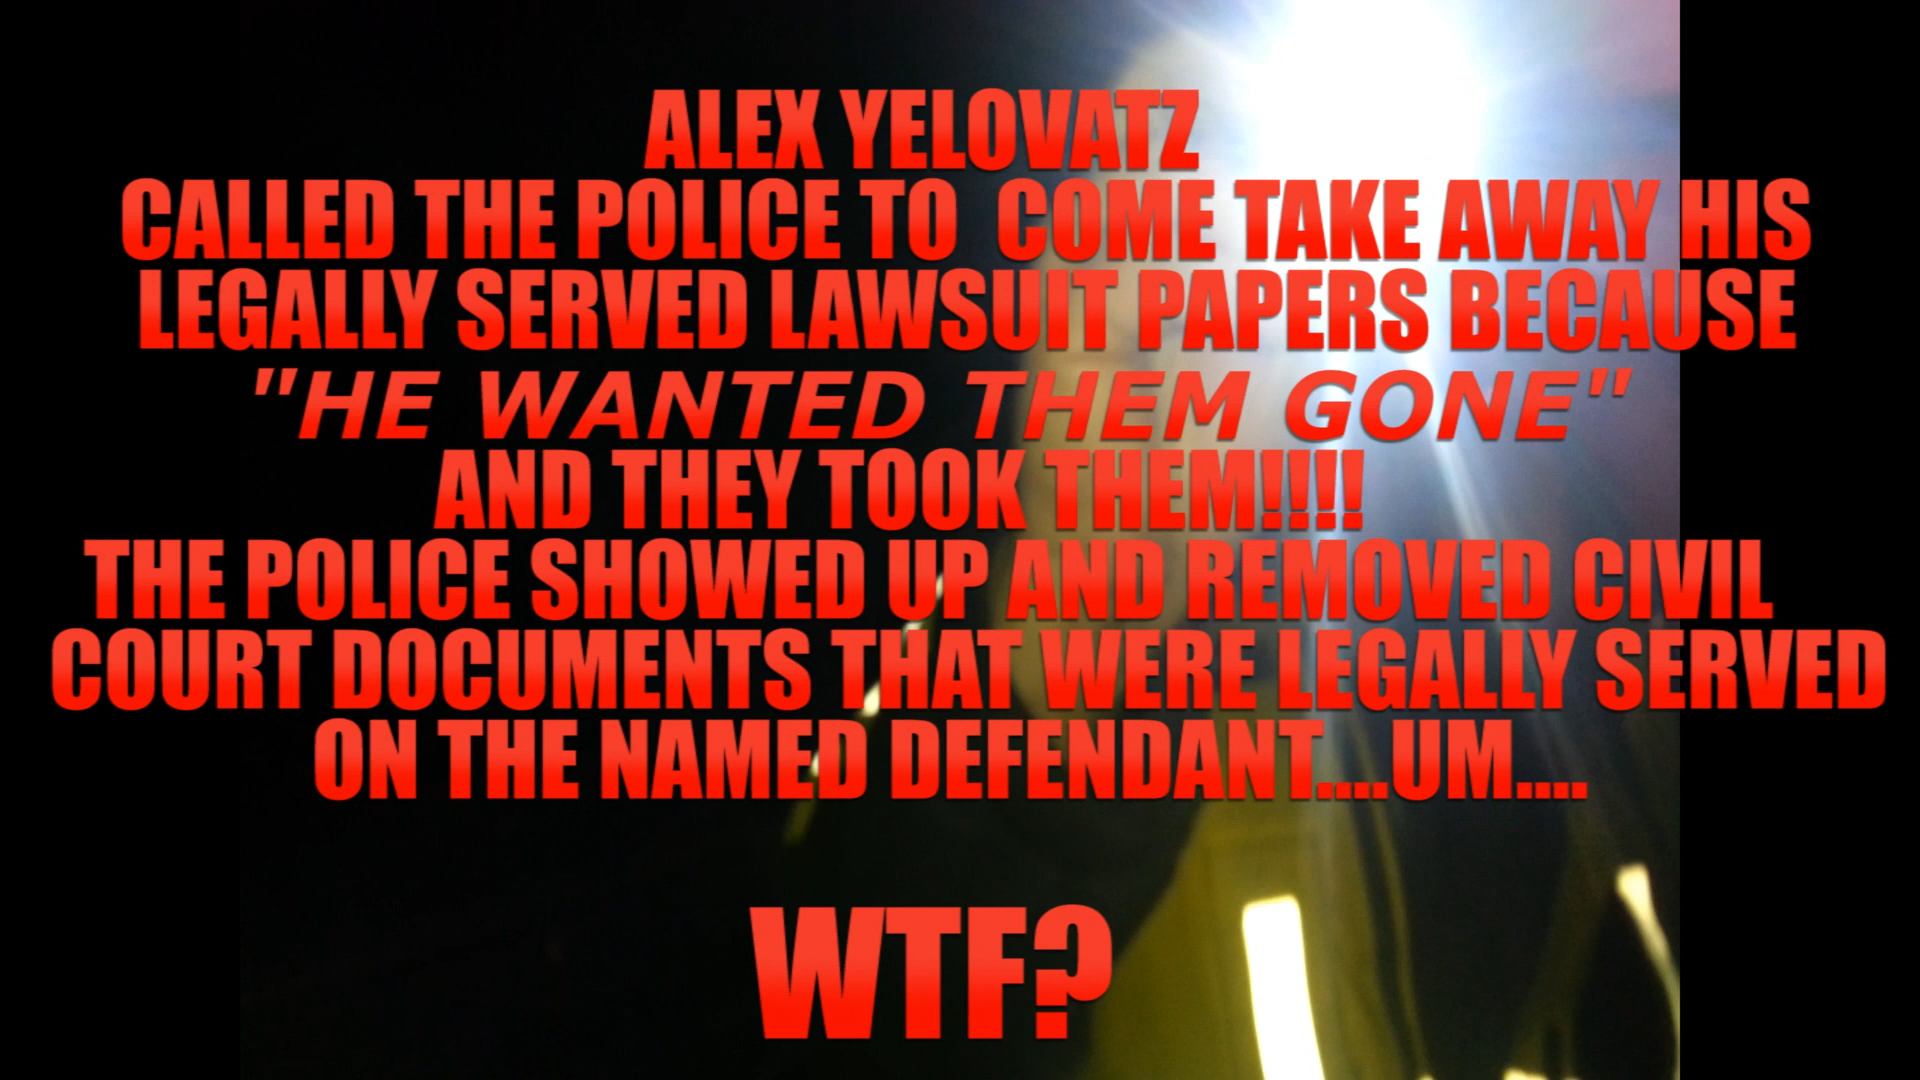 ALEX YELOVATZ
CALLED THE POLICE TO COME TAKE AWAY HIS
LEGALLY SERVED LAWSUIT PAPERS BECAUSE
"HE WANTED THEM GONE"
AND THEY TOOK THEM!!!!
THE POLICE SHOWED UP AND REMOVED CIVIL
COURT DOCUMENTS THAT WERE LEGALLY SERVED
ON THE NAMED DEFENDANT....UM....
WTF?